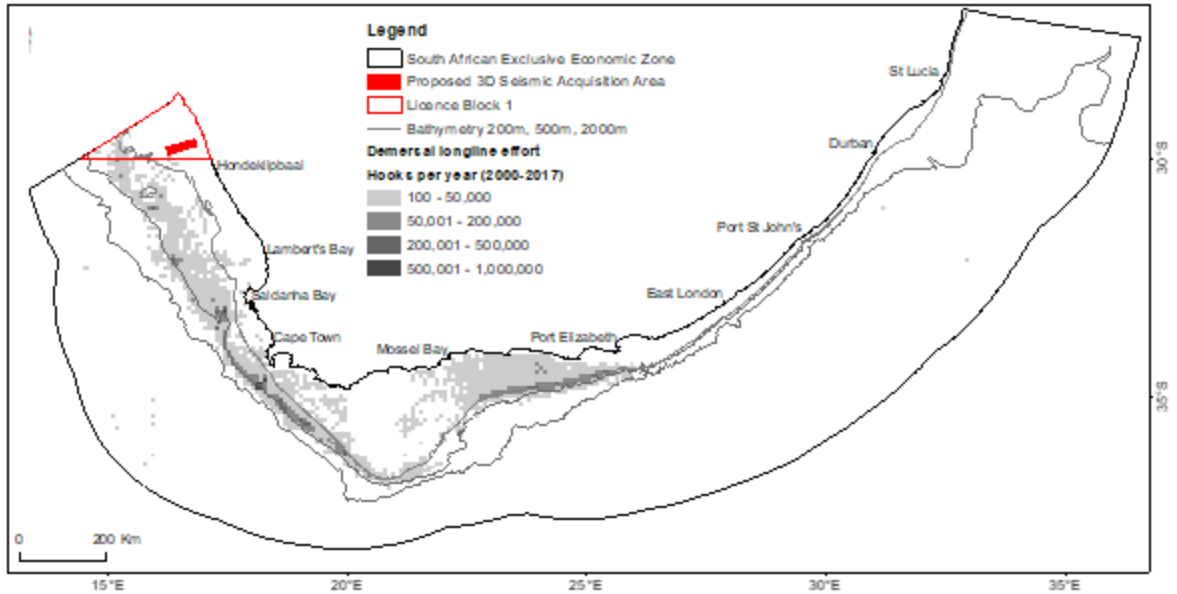 Legend
South African Exclusive Economic Zone
Proposed 3D Seismic Acquisition Area
Licence Block 1
Bathymetry 200m, 500m, 2000m
Demersal longline effort
Hooks per year (2000-2017)
100 - 50,000
50,001 - 200,000
200,001 - 500,000
500,001 - 1,000,000
St Lucia
Durban
Hondeklipbaai
Port St John's
Lambert's Bay
Saldanha Bay
East London
Cape Town
Mossel Bay
Port Elizabeth
30°S
35°S
0 200 Km
15°E
20°E
25°E
30°E
35°E